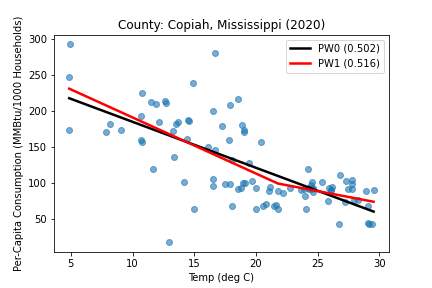 County: Copiah, Mississippi (2020)
Per-Capita Consumption (MMBtu/1000 Households)
300
250
200
150
100
50
PW0 (0.502)
PW1 (0.516)
5
10
15
20
25
30
Temp (deg C)